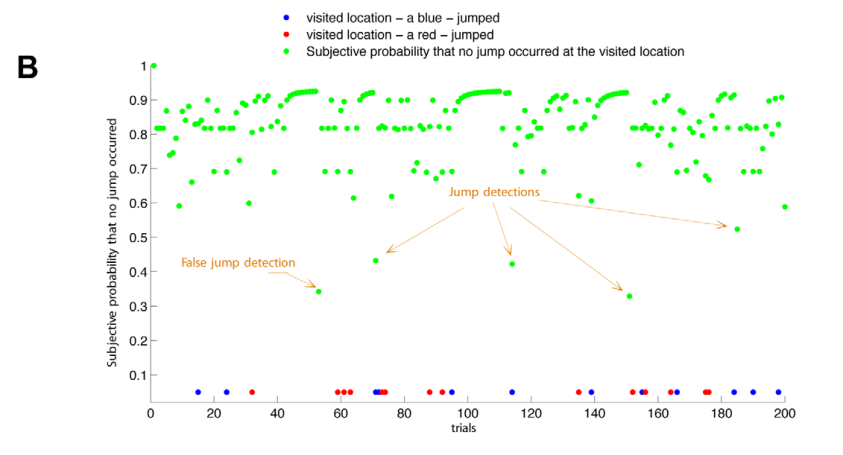 visited location – a blue – jumped
visited location – a red – jumped
Subjective probability that no jump occurred at the visited location
B
Subjective probability that no jump occurred
1
0.9
0.8
0.7
0.6
0.5
0.4
0.3
0.2
0.1
Jump detections
False jump detection
0 20 40 60 80 100 120 140 160 180 200
trials